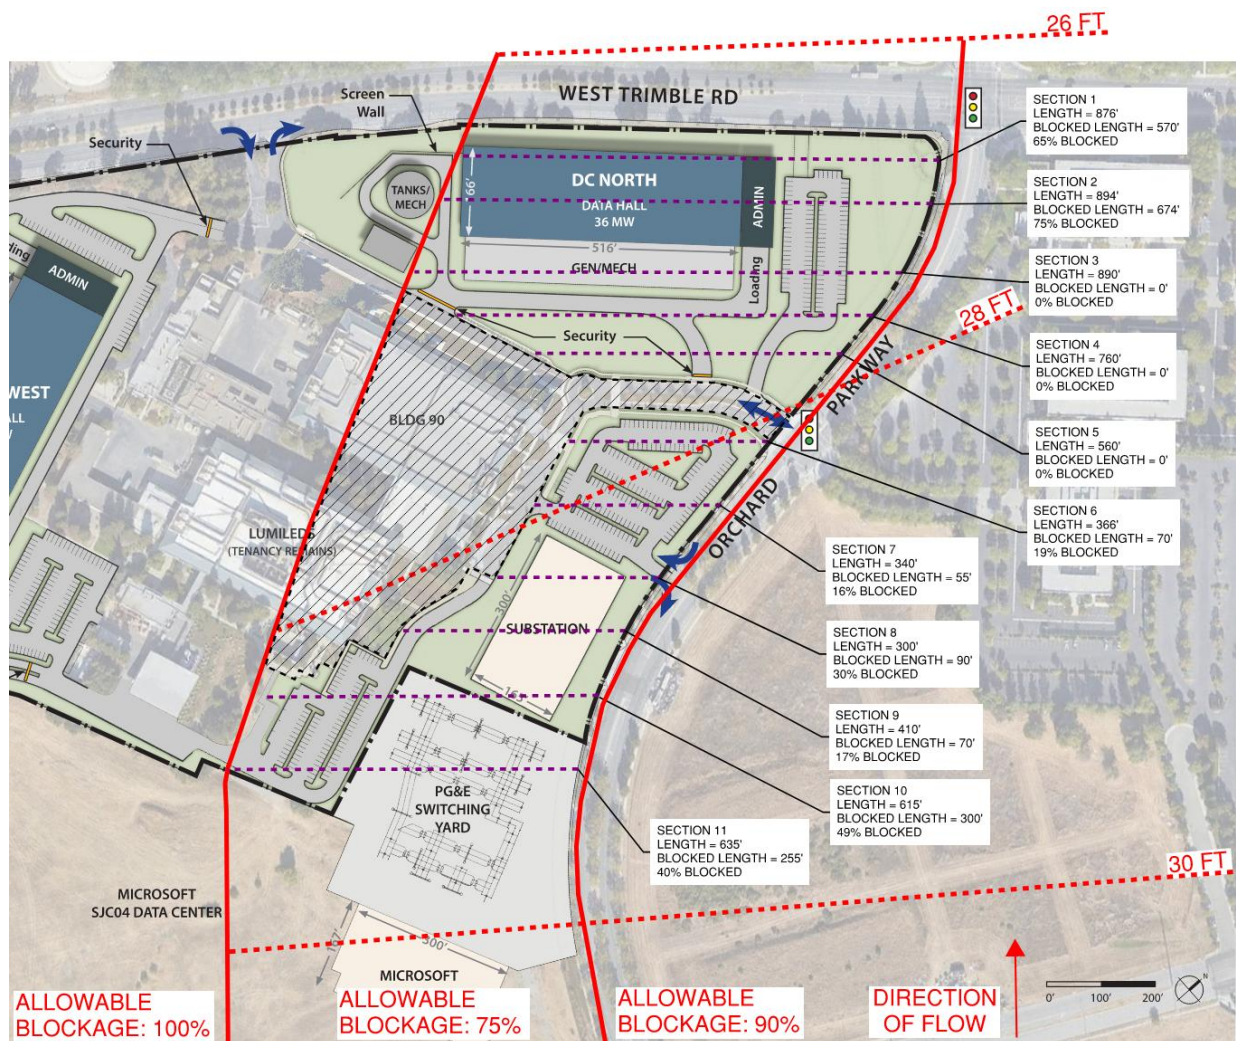 26 FT
WEST TRIMBLE RD
Screen
Wall
Security
SECTION 1
LENGTH = 876'
BLOCKED LENGTH = 570'
65% BLOCKED
TANKS/
MECH
66'
DC NORTH
DATA HALL
36 MW
ADMIN
516'
GEN/MECH
Loading
SECTION 2
LENGTH = 894'
BLOCKED LENGTH = 674'
75% BLOCKED
ADMIN
SECTION 3
LENGTH = 890'
BLOCKED LENGTH = 0'
0% BLOCKED
28 FT
Security
SECTION 4
LENGTH = 760'
BLOCKED LENGTH = 0'
0% BLOCKED
WEST
BLDG 90
ORCHARD PARKWAY
SECTION 5
LENGTH = 560'
BLOCKED LENGTH = 0'
0% BLOCKED
SECTION 6
LENGTH = 366'
BLOCKED LENGTH = 70'
19% BLOCKED
LUMILEDS
(TENANCY REMAINS)
SECTION 7
LENGTH = 340'
BLOCKED LENGTH = 55'
16% BLOCKED
300'
SUBSTATION
163'
SECTION 8
LENGTH = 300'
BLOCKED LENGTH = 90'
30% BLOCKED
SECTION 9
LENGTH = 410'
BLOCKED LENGTH = 70'
17% BLOCKED
SECTION 10
LENGTH = 615'
BLOCKED LENGTH = 300'
49% BLOCKED
PG&E
SWITCHING
YARD
SECTION 11
LENGTH = 635'
BLOCKED LENGTH = 255'
40% BLOCKED
30 FT
MICROSOFT
SJC04 DATA CENTER
167'
300'
MICROSOFT
ALLOWABLE
BLOCKAGE: 100%
ALLOWABLE
BLOCKAGE: 75%
ALLOWABLE
BLOCKAGE: 90%
DIRECTION
OF FLOW
0' 100' 200'
N